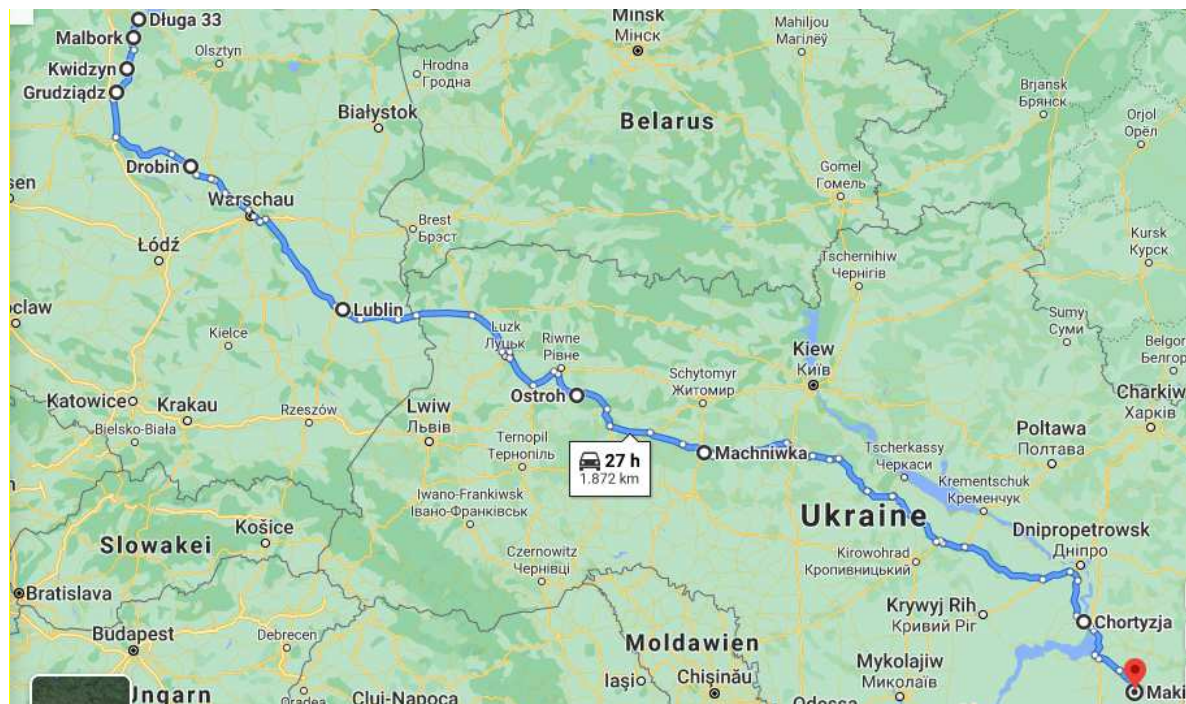 Długa 33
Malbork
Kwidzyn
Grudziądz
Olsztyn
Hrodna
Гродна
Minsk
Мінск
Mahiljou
Магілёў
Białystok
Belarus
Brjansk
Брянск
Orjol
Орёл
Drobin
sen
Warschau
Brest
Брэст
Gomel
Гомель
Łódź
Kursk
Курск
Tschernihiw
Чернігів
Lublin
oclaw
Kielce
Luzk
Луцьк
Riwne
Рівне
Sumy
Суми
Kiew
Київ
Belgor
Белгор
Schytomyr
Житомир
Ostroh
Katowice
Krakau
Rzeszów
Lwiw
Львів
Charkiw
Харків
Bielsko-Biała
Ternopil
Тернопіль
27 h
1.872 km
Machniwka
Tscherkassy
Черкаси
Połtawa
Полтава
Krementschuk
Кременчук
Iwano-Frankiwsk
Івано-Франківськ
Ukraine
Košice
Slowakei
Dnipropetrowsk
Дніпро
Czernowitz
Чернівці
Kirowohrad
Кропивницький
Bratislava
Krywyj Rih
Кривий Ріг
Chortyzja
Budapest
Debrecen
Moldawien
Iași
Chișinău
Mykolajiw
Миколаїв
Maki
Ungarn
Oradea
Cluj-Napoca
Odessa